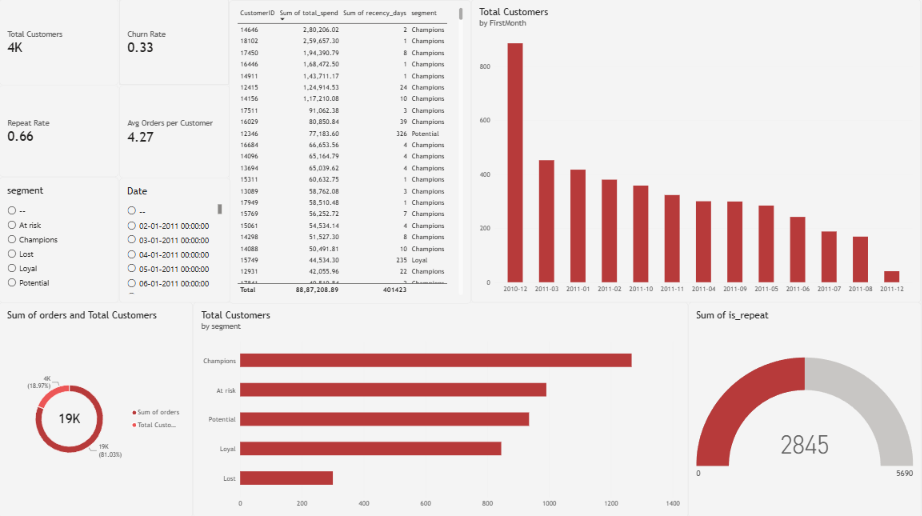 Total Customers
4K
Churn Rate
0.33
Repeat Rate
0.66
Avg Orders per Customer
4.27
segment
--
At risk
Champions
Lost
Loyal
Potential
Date
--
02-01-2011 00:00:00
03-01-2011 00:00:00
04-01-2011 00:00:00
05-01-2011 00:00:00
06-01-2011 00:00:00
CustomerID Sum of total_spend Sum of recency_days segment
14646 2,80,206.02 2 Champions
18102 2,59,657.30 1 Champions
17450 1,94,390.79 8 Champions
16446 1,68,472.50 1 Champions
14911 1,43,711.17 1 Champions
12415 1,24,914.53 24 Champions
14156 1,17,210.08 10 Champions
17511 91,062.38 3 Champions
16029 80,850.84 39 Champions
12346 77,183.60 326 Potential
16684 66,653.56 4 Champions
14096 65,164.79 4 Champions
13694 65,039.62 4 Champions
15311 60,632.75 1 Champions
13089 58,762.08 3 Champions
17949 58,510.48 1 Champions
15769 56,252.72 7 Champions
15061 54,534.14 4 Champions
14298 51,527.30 8 Champions
14088 50,491.81 10 Champions
15749 44,534.30 235 Loyal
12931 42,055.96 22 Champions
Total 88,87,208.89 401423
Total Customers
by FirstMonth
800
600
400
200
0
2010-12 2011-03 2011-01 2011-02 2011-10 2011-11 2011-04 2011-09 2011-05 2011-06 2011-07 2011-08 2011-12
Sum of orders and Total Customers
4K
(18.97%)
19K
19K
(81.03%)
Sum of orders
Total Custo...
Total Customers
by segment
Champions
At risk
Potential
Loyal
Lost
0 200 400 600 800 1000 1200 1400
Sum of is_repeat
2845
0 5690